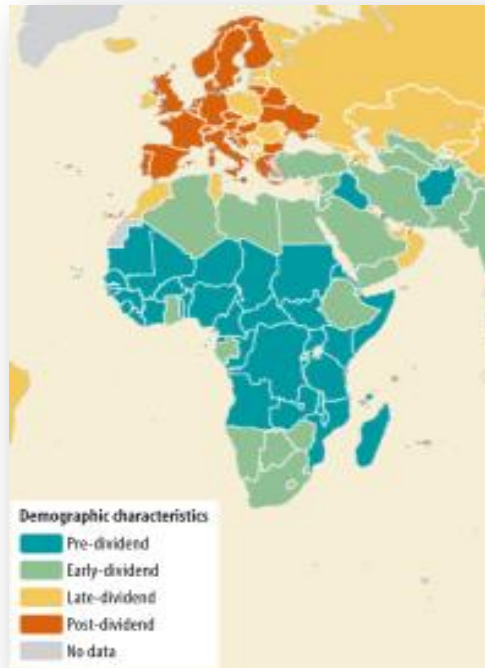 Demographic characteristics
Pre-dividend
Early-dividend
Late-dividend
Post-dividend
No data